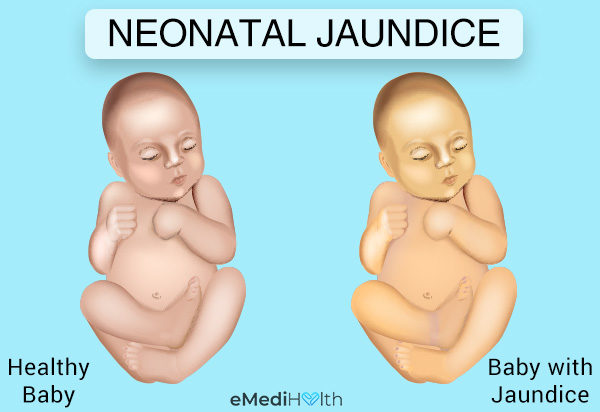 NEONATAL JAUNDICE
Healthy
Baby
Baby with
Jaundice
eMediHealth